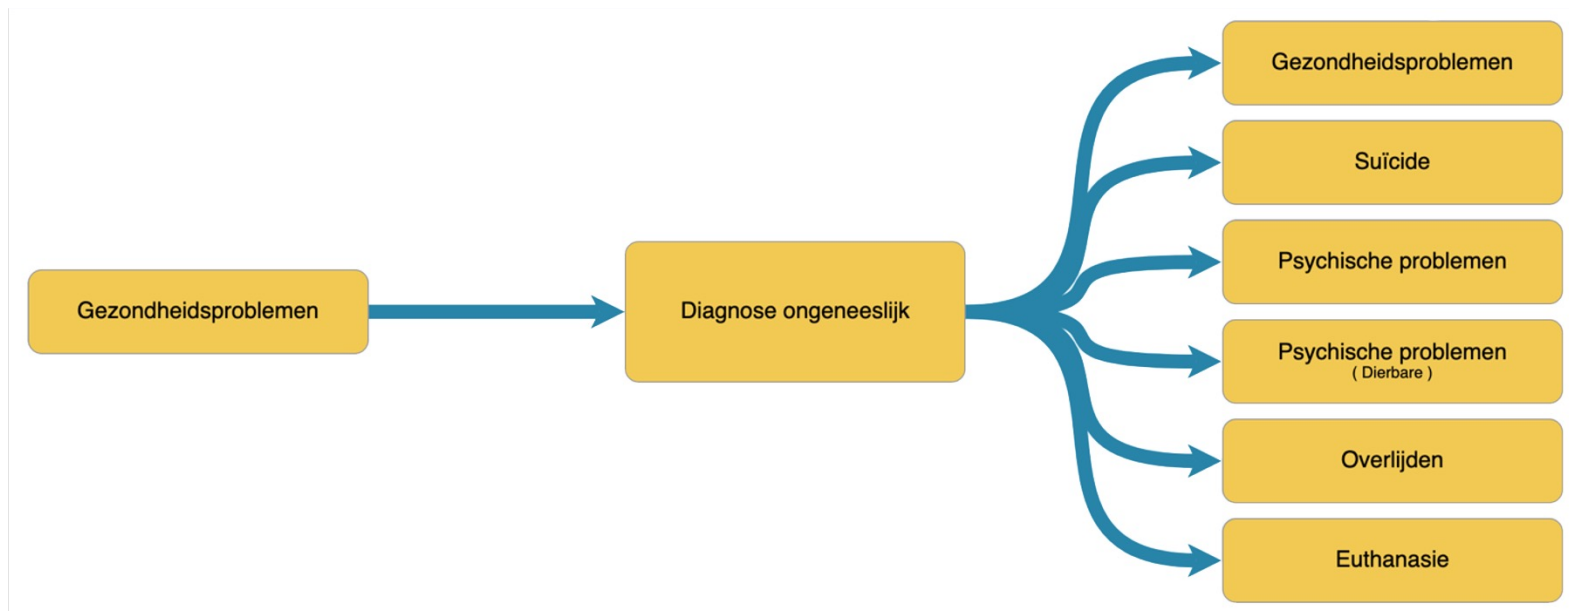 Gezondheidsproblemen
Diagnose ongeneeslijk
Gezondheidsproblemen
Suïcide
Psychische problemen
Psychische problemen
( Dierbare )
Overlijden
Euthanasie